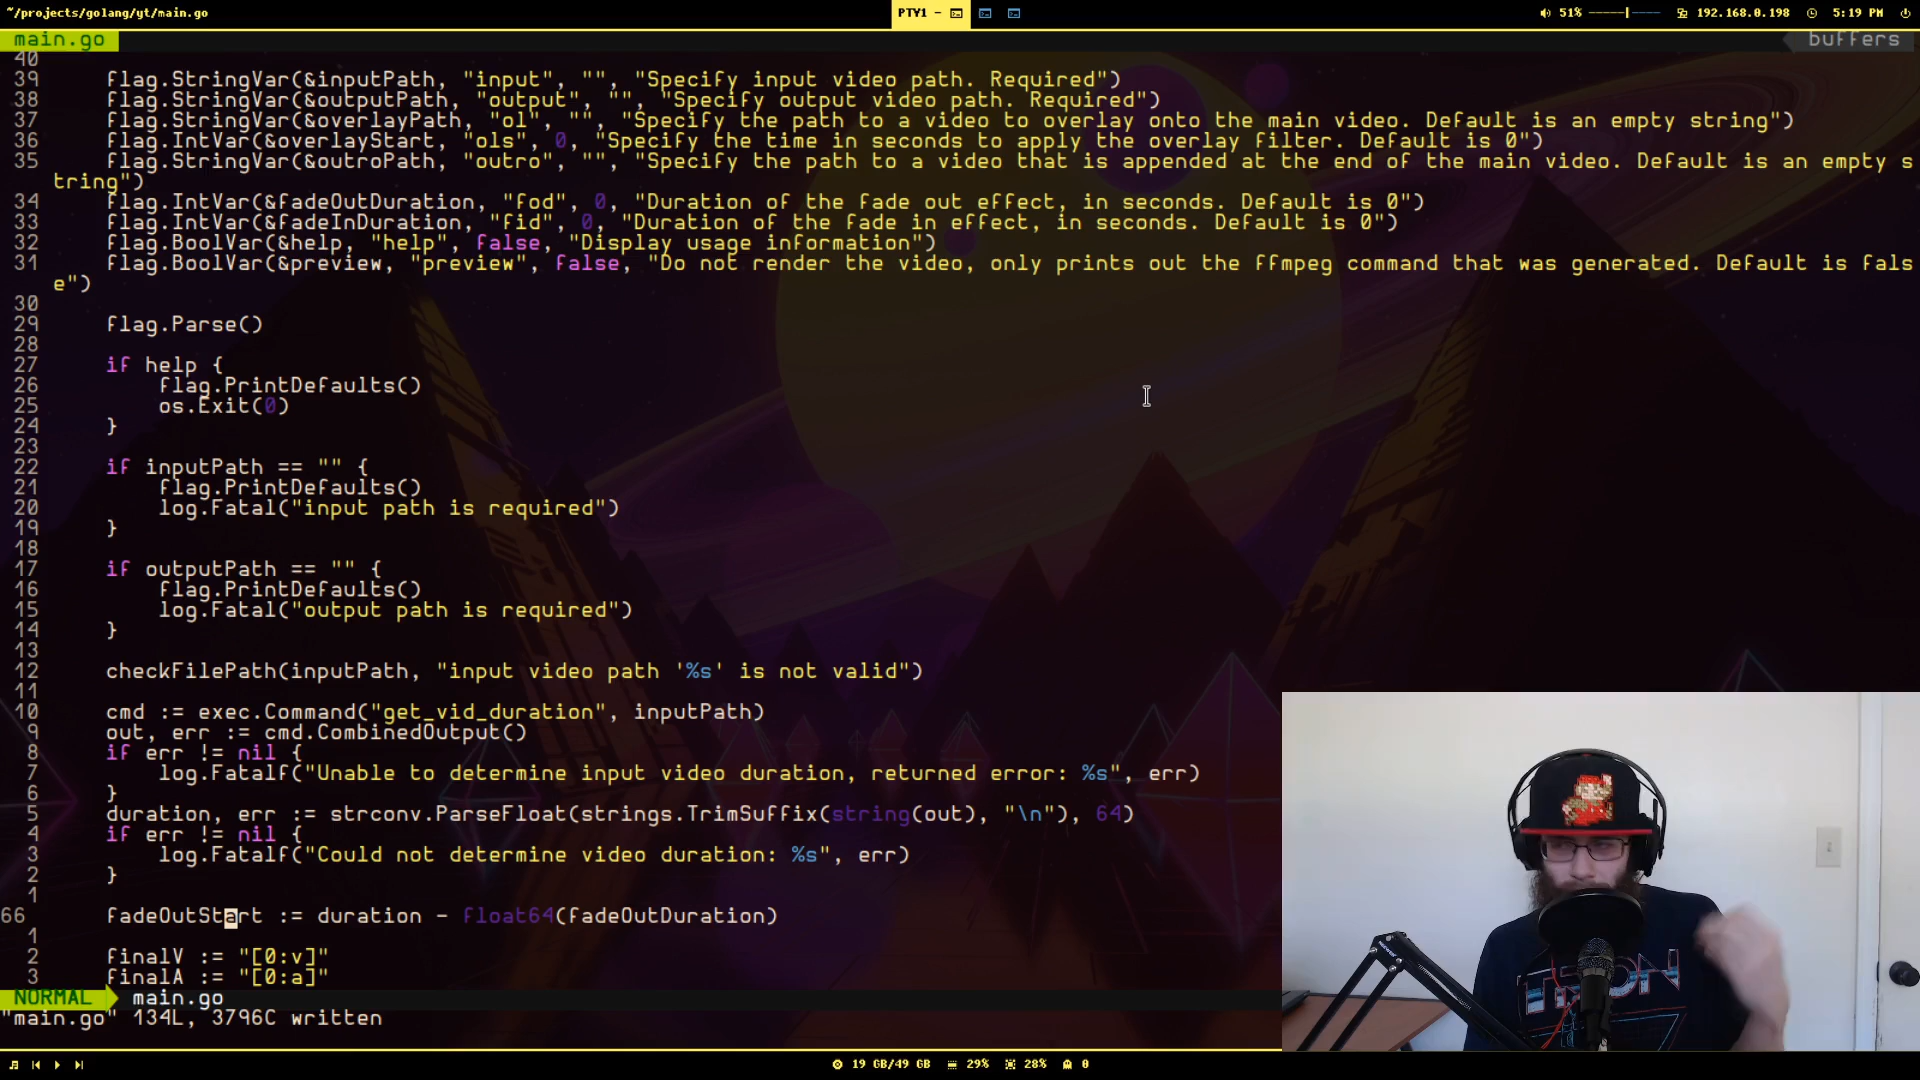 ~/projects/golang/yt/main.go
PTY1 -
51%
192.168.0.198
5:19 PM
main.go
buffers
40
39 flag.StringVar(&inputPath, "input", "", "Specify input video path. Required")
38 flag.StringVar(&outputPath, "output", "", "Specify output video path. Required")
37 flag.StringVar(&overlayPath, "ol", "", "Specify the path to a video to overlay onto the main video. Default is an empty string")
36 flag.IntVar(&overlayStart, "ols", 0, "Specify the time in seconds to apply the overlay filter. Default is 0")
35 flag.StringVar(&outroPath, "outro", "", "Specify the path to a video that is appended at the end of the main video. Default is an empty s
tring")
34 flag.IntVar(&fadeOutDuration, "fod", 0, "Duration of the fade out effect, in seconds. Default is 0")
33 flag.IntVar(&fadeInDuration, "fid", 0, "Duration of the fade in effect, in seconds. Default is 0")
32 flag.BoolVar(&help, "help", false, "Display usage information")
31 flag.BoolVar(&preview, "preview", false, "Do not render the video, only prints out the ffmpeg command that was generated. Default is fals
e")
30
29 flag.Parse()
28
27 if help {
26 flag.PrintDefaults()
25 os.Exit(0)
24 }
23
22 if inputPath == "" {
21 flag.PrintDefaults()
20 log.Fatal("input path is required")
19 }
18
17 if outputPath == "" {
16 flag.PrintDefaults()
15 log.Fatal("output path is required")
14 }
13
12 checkFilePath(inputPath, "input video path '%s' is not valid")
11
10 cmd := exec.Command("get_vid_duration", inputPath)
9 out, err := cmd.CombinedOutput()
8 if err != nil {
7 log.Fatalf("Unable to determine input video duration, returned error: %s", err)
6 }
5 duration, err := strconv.ParseFloat(strings.TrimSuffix(string(out), "\n"), 64)
4 if err != nil {
3 log.Fatalf("Could not determine video duration: %s", err)
2 }
1
66 fadeOutStart := duration - float64(fadeOutDuration)
1
2 finalV := "[0:v]"
3 finalA := "[0:a]"
NORMAL main.go
"main.go" 134L, 3796C written
TRON
19 GB/49 GB
29%
28%
0